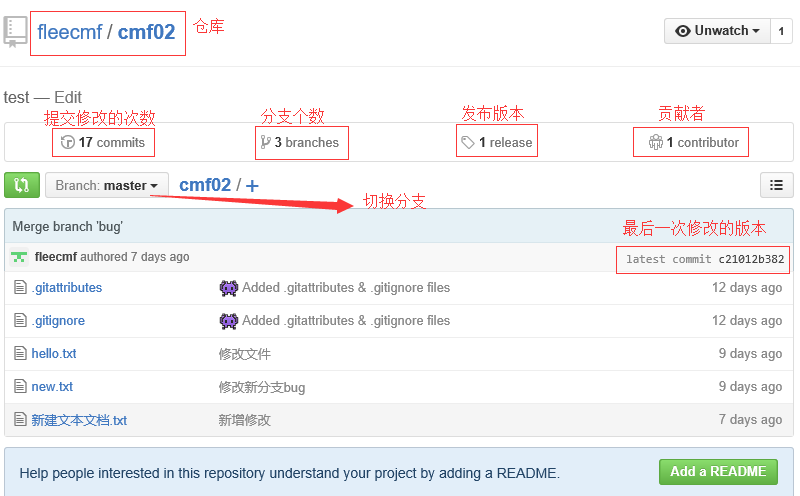 fleecmf / cmf02 仓库 Unwatch 1
test — Edit
提交修改的次数 分支个数 发布版本 贡献者
17 commits 3 branches 1 release 1 contributor
Branch: master cmf02 / +
切换分支
Merge branch 'bug' 最后一次修改的版本
fleecmf authored 7 days ago latest commit c21012b382
.gitattributes Added .gitattributes & .gitignore files 12 days ago
.gitignore Added .gitattributes & .gitignore files 12 days ago
hello.txt 修改文件 9 days ago
new.txt 修改新分支bug 9 days ago
新建文本文档.txt 新增修改 7 days ago
Help people interested in this repository understand your project by adding a README. Add a README